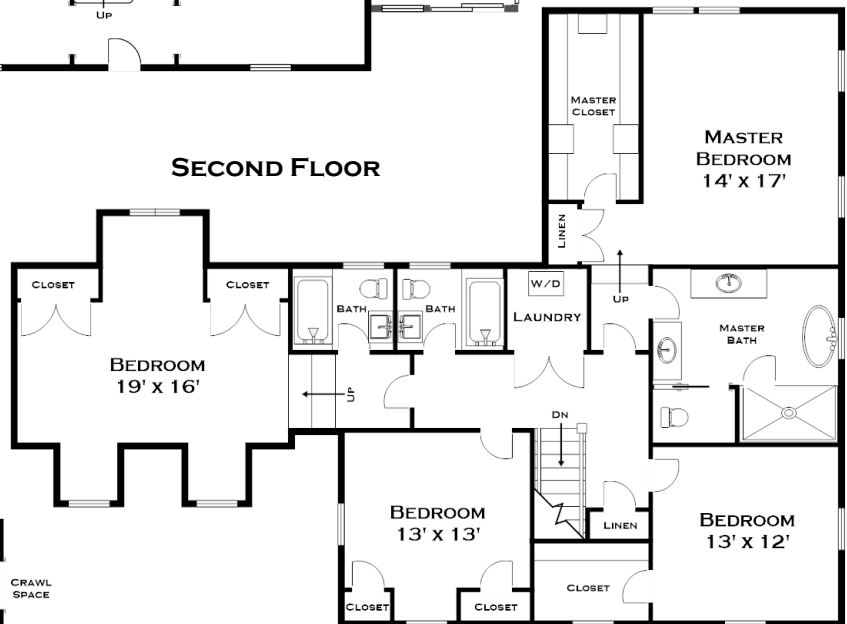 Up
Master
Closet
Master
Bedroom
14' x 17'
Second Floor
Linen
Closet
Closet
W/D
Up
Bath
Bath
Laundry
Master
Bath
Bedroom
19' x 16'
Up
Dn
Bedroom
13' x 13'
Linen
Bedroom
13' x 12'
Crawl
Space
Closet
Closet
Closet